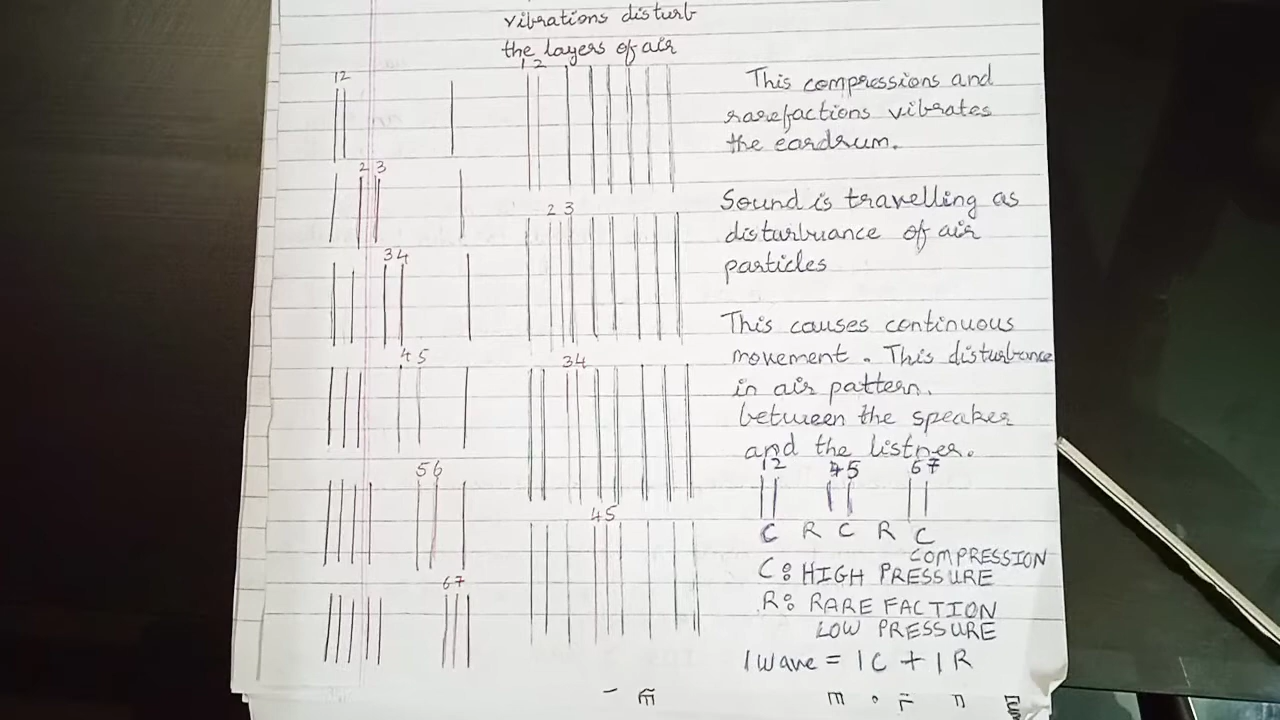 vibrations disturb
the layers of air
12
2 3
34
45
56
67
12
23
34
45
This compressions and
rarefactions vibrates
the eardrum.
Sound is travelling as
disturbuance of air
particles
This causes continuous
movement. This disturbance
in air pattern.
between the speaker
and the listner.
12 45 67
C R C R C
COMPRESSION
C: HIGH PRESSURE
R: RARE FACTION
LOW PRESSURE
1 wave = 1C + 1R